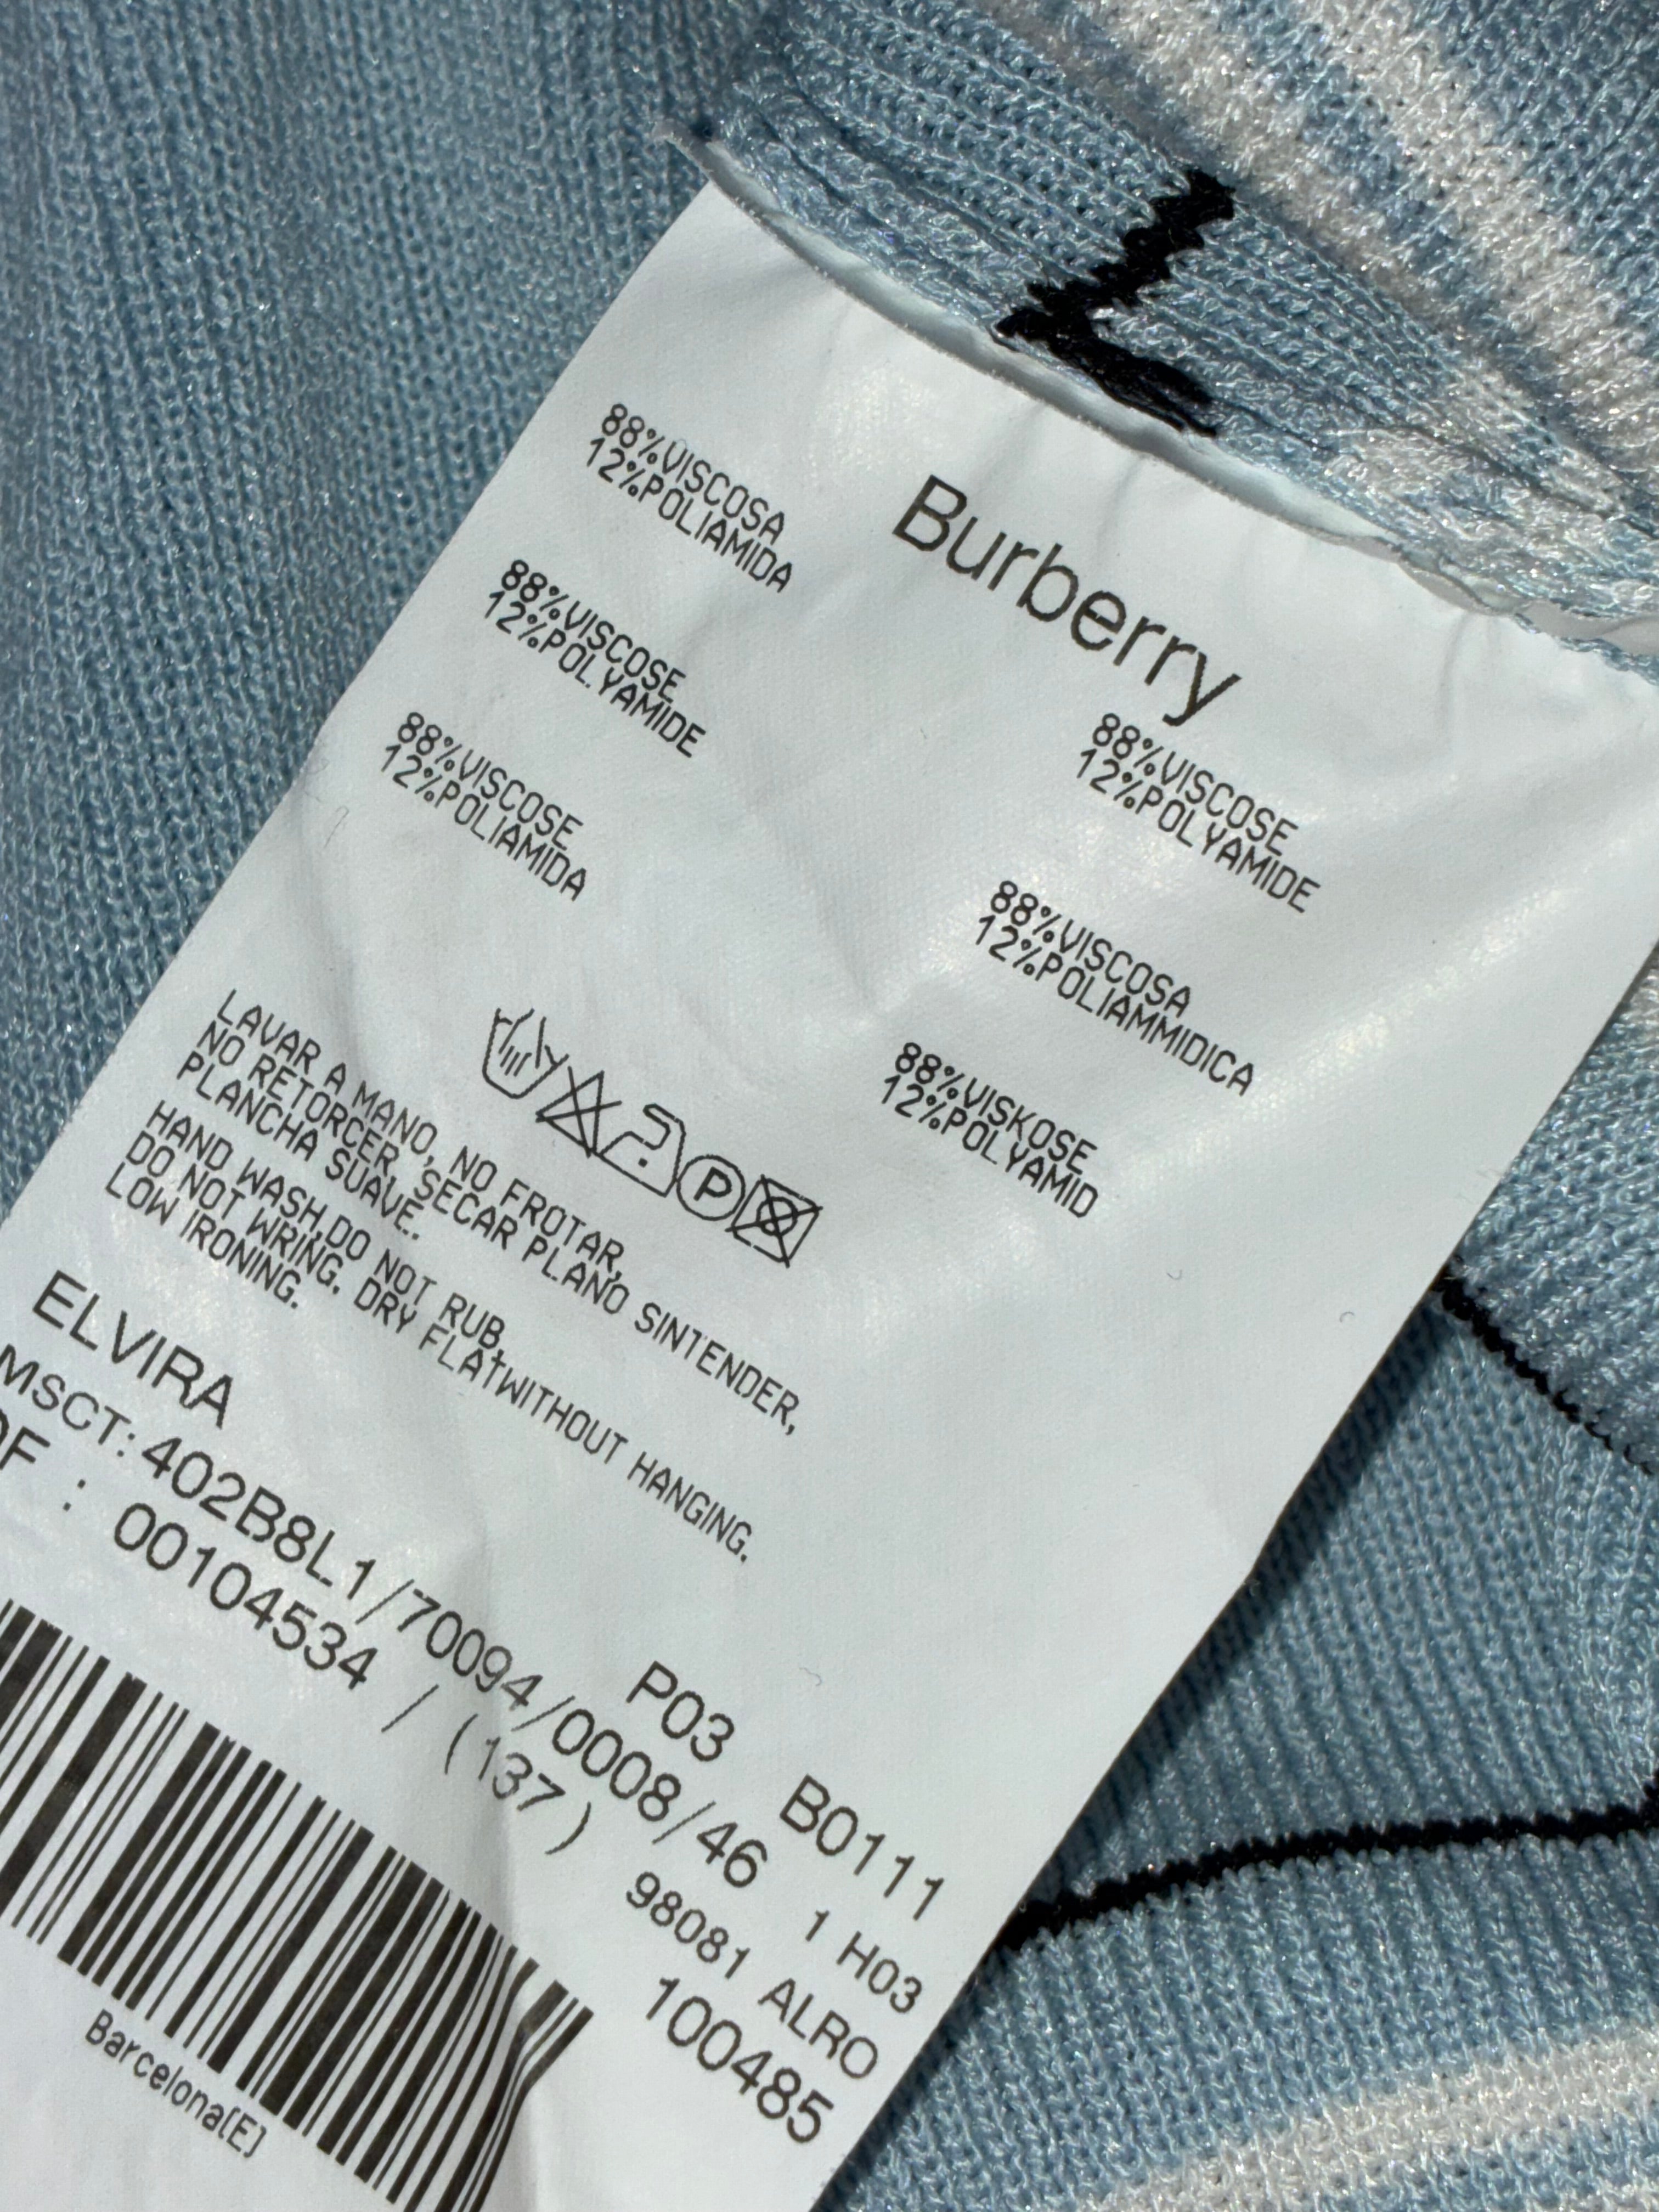 Burberry
88%VISCOSA
12%POLIAMIDA
88%VISCOSE
12%POLYAMIDE
88%VISCOSE
12%POLIAMIDA
88%VISCOSE
12%POLYAMIDE
88%VISCOSA
12%POLIAMMIDICA
88%VISKOSE
12%POLYAMID
P
LAVAR A MANO, NO FROTAR,
NO RETORCER, SECAR PLANO SINTENDER,
PLANCHA SUAVE.
HAND WASH,DO NOT RUB,
DO NOT WRING. DRY FLATWITHOUT HANGING.
LOW IRONING.
ELVIRA P03 B0111
MSCT: 402B8L1/70094/0008/46 1 H03
: 00104534 / (137) 98081 ALRO
100485
Barcelona(E)